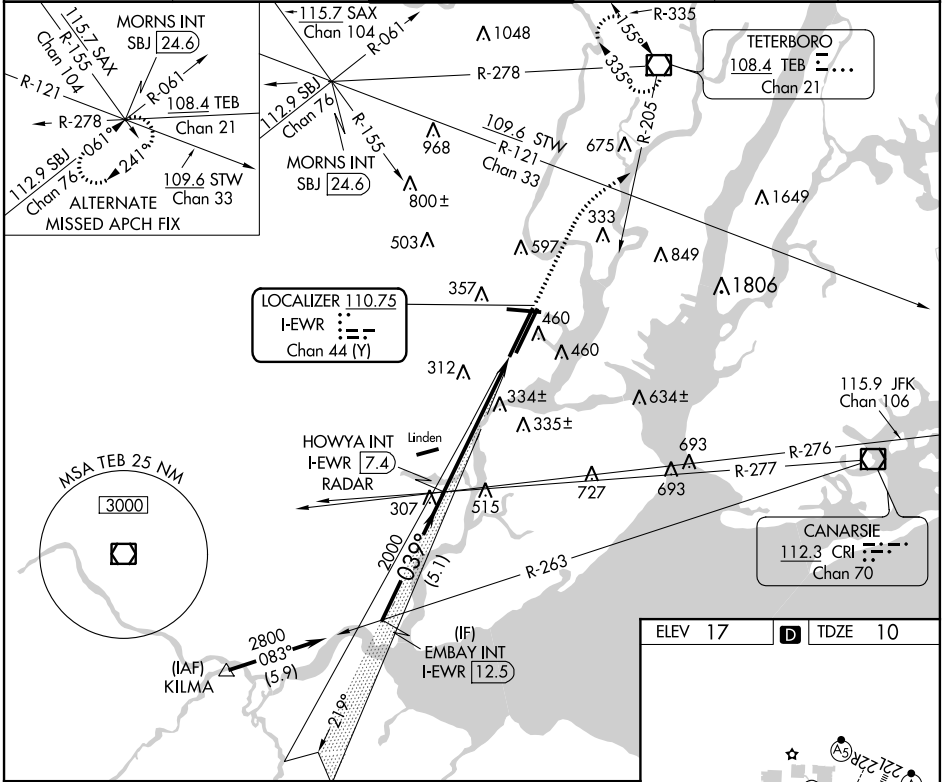 MORNS INT
SBJ 24.6
115.7 SAX
Chan 104
R-155
R-061
R-121
108.4 TEB
Chan 21
R-278
112.9 SBJ
Chan 76
061°
241°
109.6 STW
Chan 33
ALTERNATE
MISSED APCH FIX
115.7 SAX
Chan 104
R-061
1048
R-278
112.9 SBJ
Chan 76
R-155
MORNS INT
SBJ 24.6
968
800±
109.6 STW
R-121
Chan 33
155°
R-335
335°
TETERBORO
108.4 TEB
Chan 21
R-205
675
1649
333
503
597
849
1806
357
LOCALIZER 110.75
I-EWR
Chan 44 (Y)
460
460
312
334±
335±
634±
115.9 JFK
Chan 106
HOWYA INT
I-EWR 7.4
RADAR
Linden
693
R-276
R-277
307
515
727
693
MSA TEB 25 NM
3000
2000
039°
(5.1)
R-263
CANARSIE
112.3 CRI
Chan 70
2800
083°
(5.9)
(IAF)
KILMA
(IF)
EMBAY INT
I-EWR 12.5
219°
ELEV 17
D
TDZE 10
A5
22R
22L